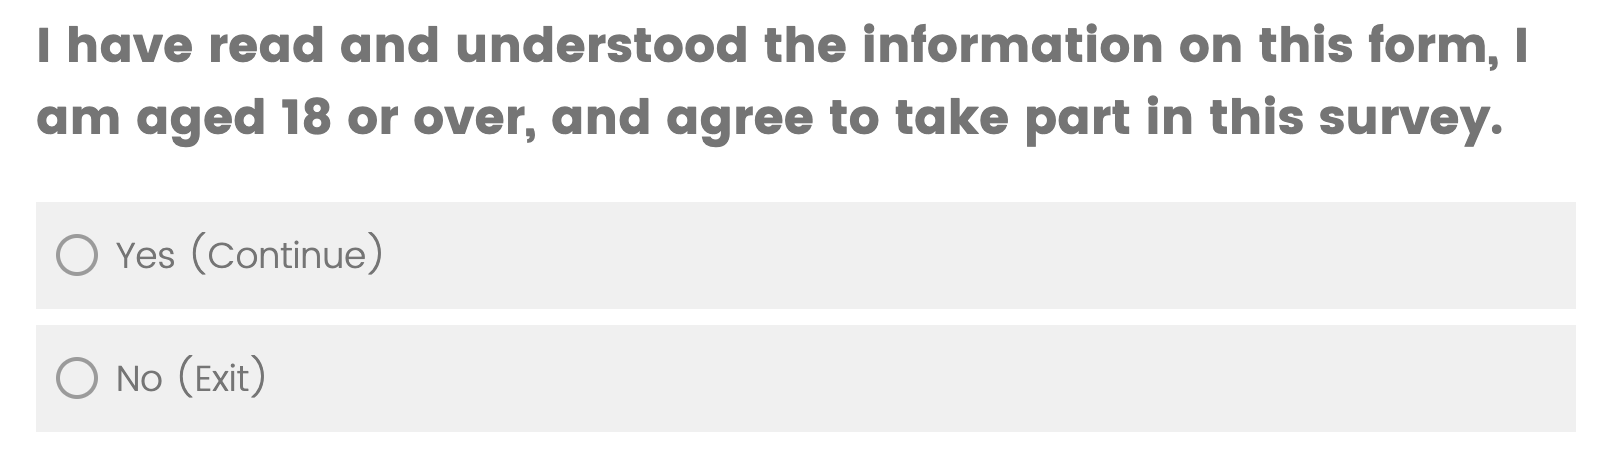 I have read and understood the information on this form, I
am aged 18 or over, and agree to take part in this survey.
Yes (Continue)
No (Exit)